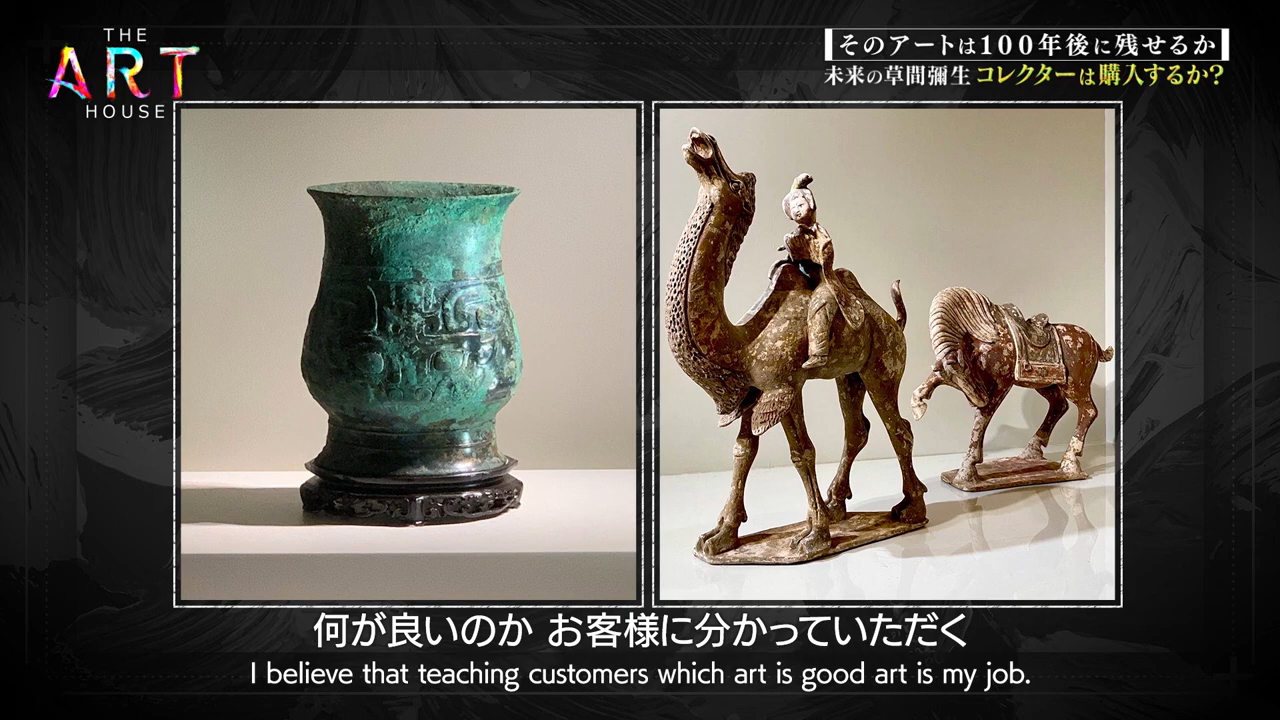 THE
ART
HOUSE
そのアートは100年後に残せるか
未来の草間彌生 コレクターは購入するか?
何が良いのか お客様に分かっていただく
I believe that teaching customers which art is good art is my job.